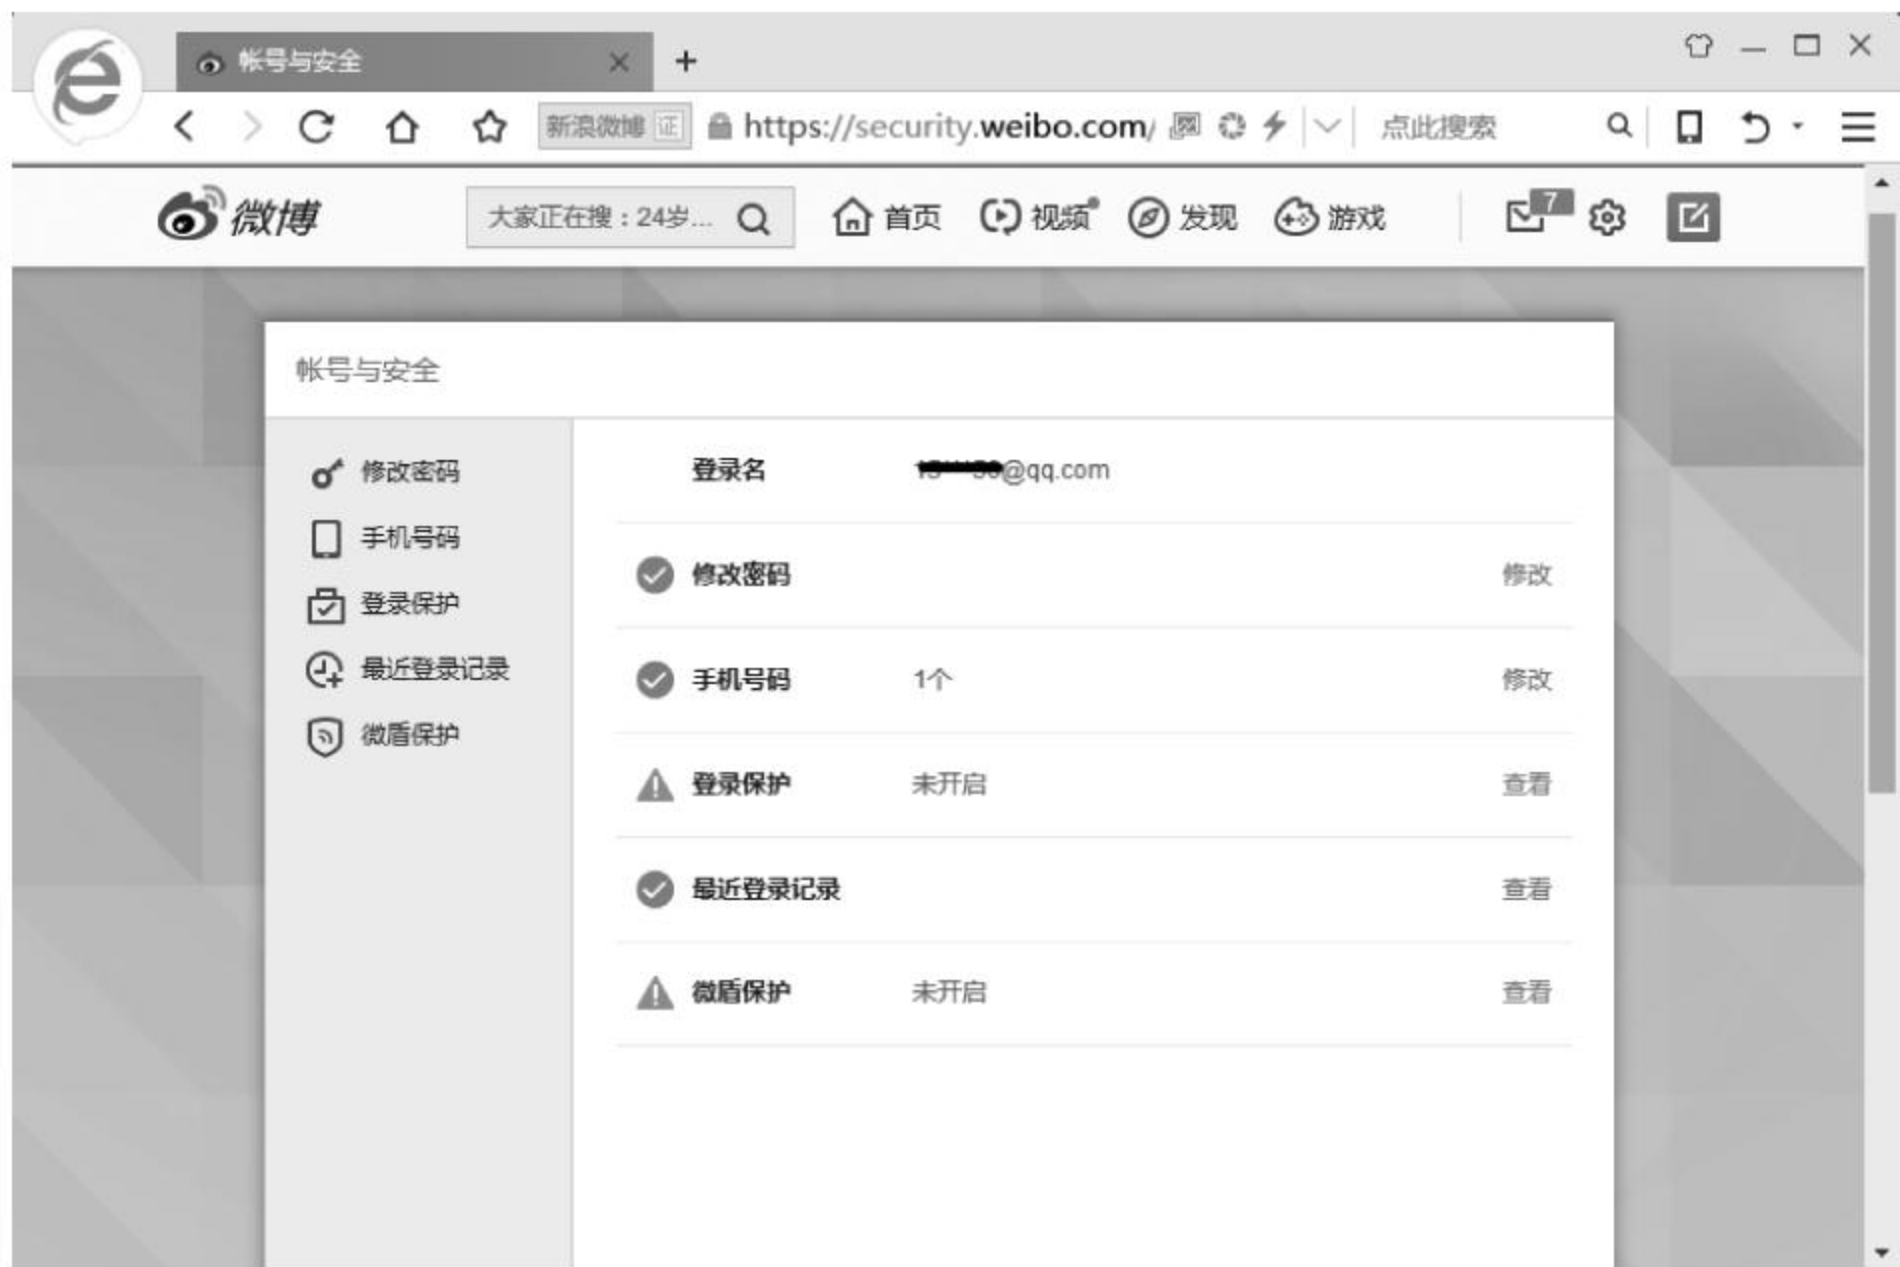 帐号与安全
新浪微博 证 https://security.weibo.com/ 点此搜索
微博 大家正在搜：24岁... 首页 视频 发现 游戏 7
帐号与安全
修改密码
手机号码
登录保护
最近登录记录
微盾保护
登录名 @qq.com
修改密码 修改
手机号码 1个 修改
登录保护 未开启 查看
最近登录记录 查看
微盾保护 未开启 查看